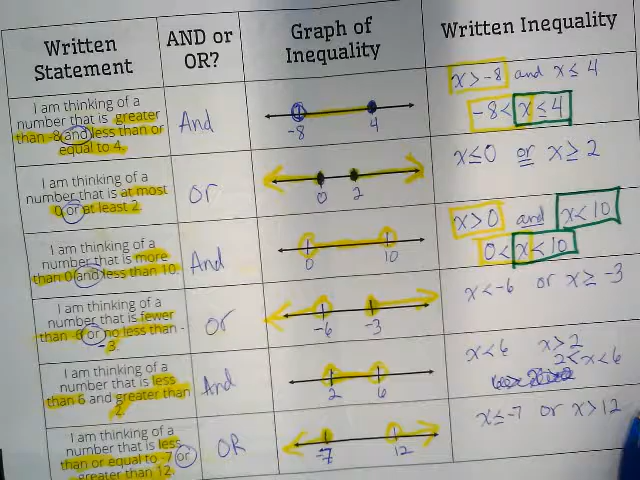 Written Statement
AND or OR?
Graph of Inequality
Written Inequality
I am thinking of a
number that is greater
than -8 and less than or
equal to 4.
And
-8 4
x > -8 and x ≤ 4
-8 < x ≤ 4
I am thinking of a
number that is at most
0 or at least 2
or
0 2
x ≤ 0 or x ≥ 2
I am thinking of a
number that is more
than 0 and less than 10.
And
0 10
x > 0 and x < 10
0 < x < 10
I am thinking of a
number that is fewer
than -6 or no less than -
3.
or
-6 -3
x < -6 or x ≥ -3
I am thinking of a
number that is less
than 6 and greater than
2.
And
2 6
x < 6 x > 2
2 < x < 6
I am thinking of a
number that is less
than or equal to -7 or
greater than 12.
OR
-7 12
x ≤ -7 or x > 12